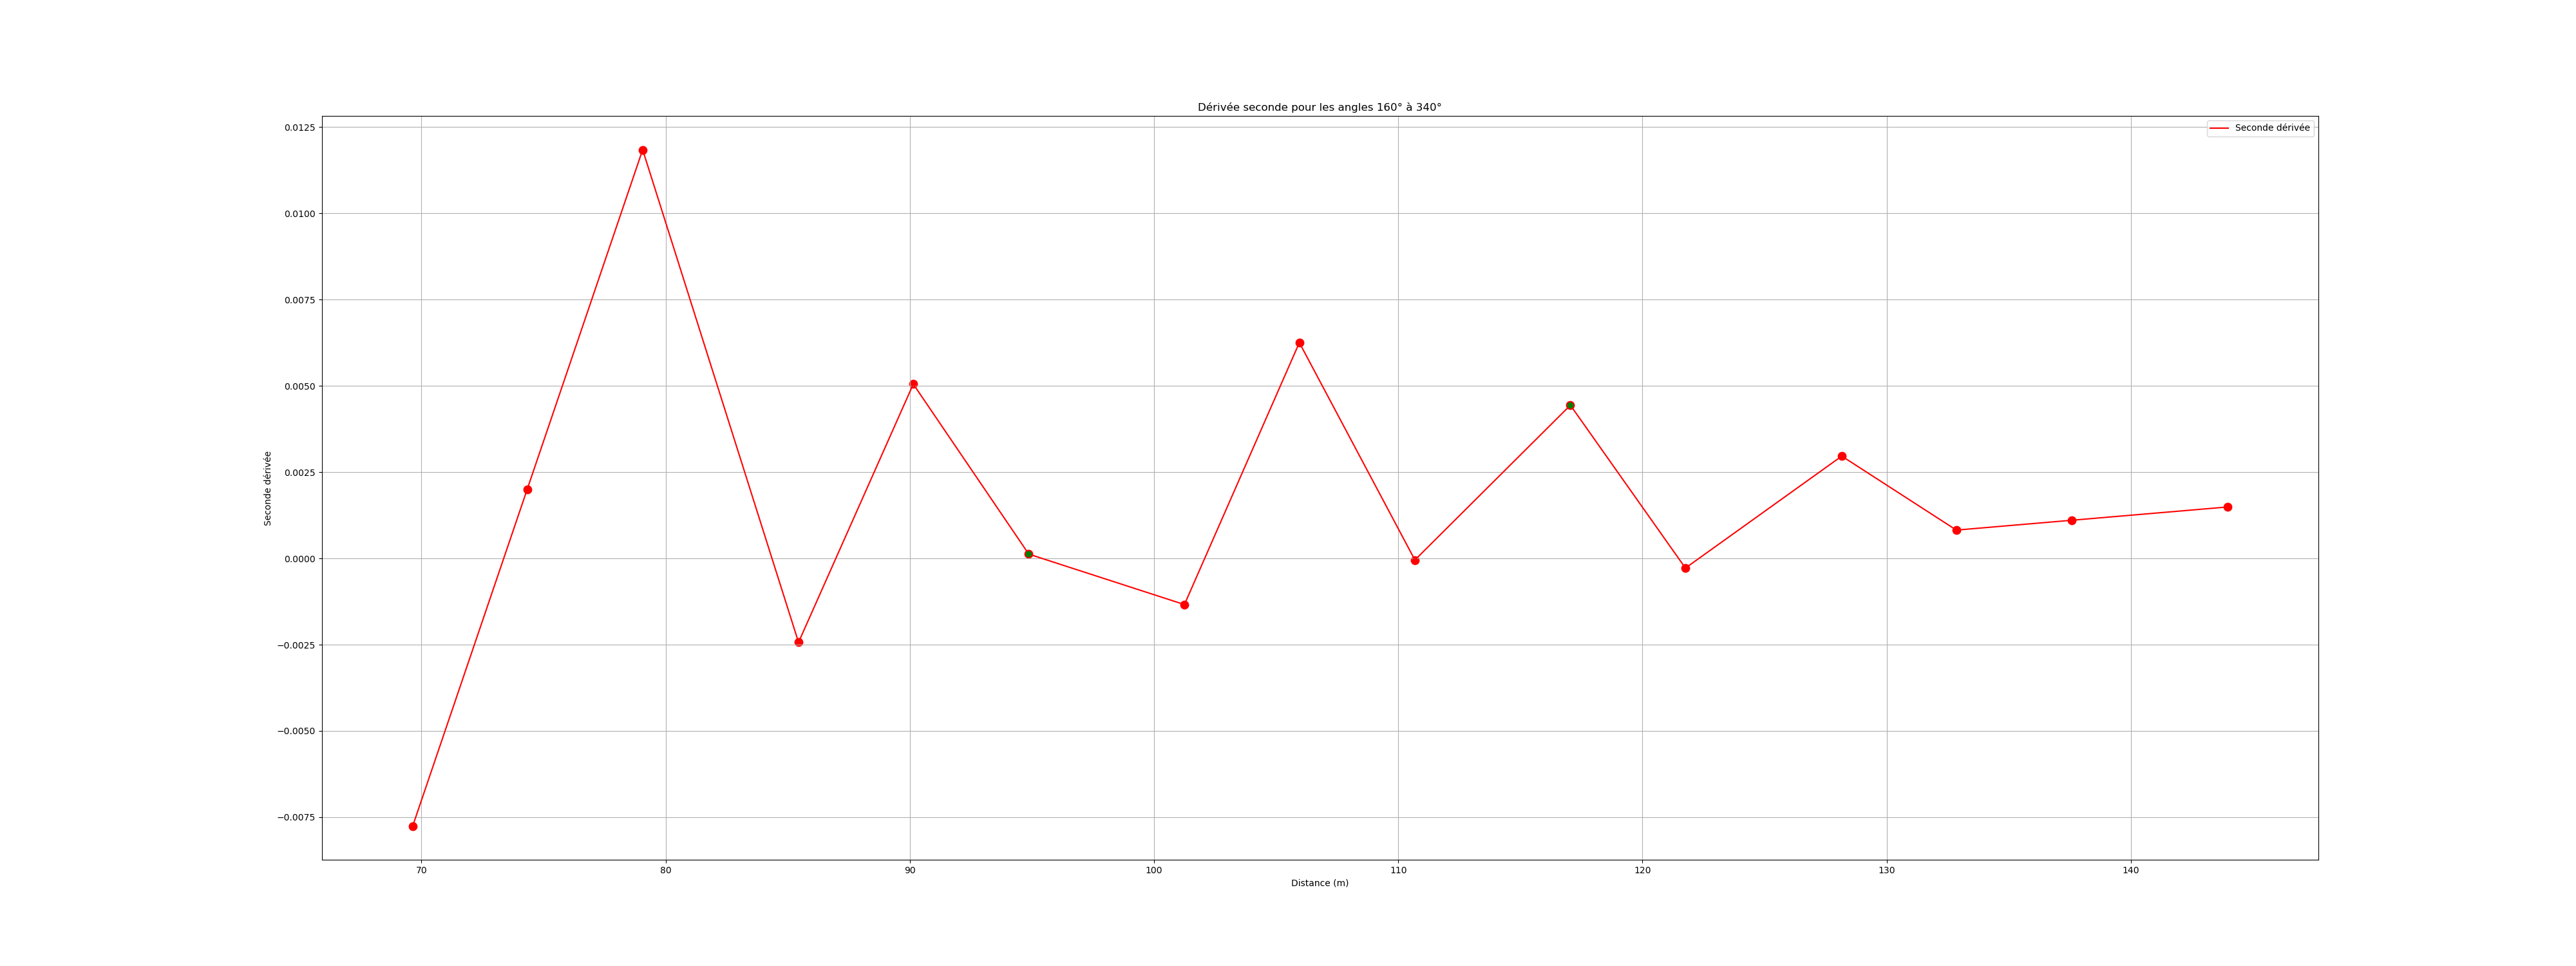 Dérivée seconde pour les angles 160° à 340°
Seconde dérivée
0.0125
0.0100
0.0075
0.0050
0.0025
0.0000
−0.0025
−0.0050
−0.0075
Seconde dérivée
70 80 90 100 110 120 130 140
Distance (m)